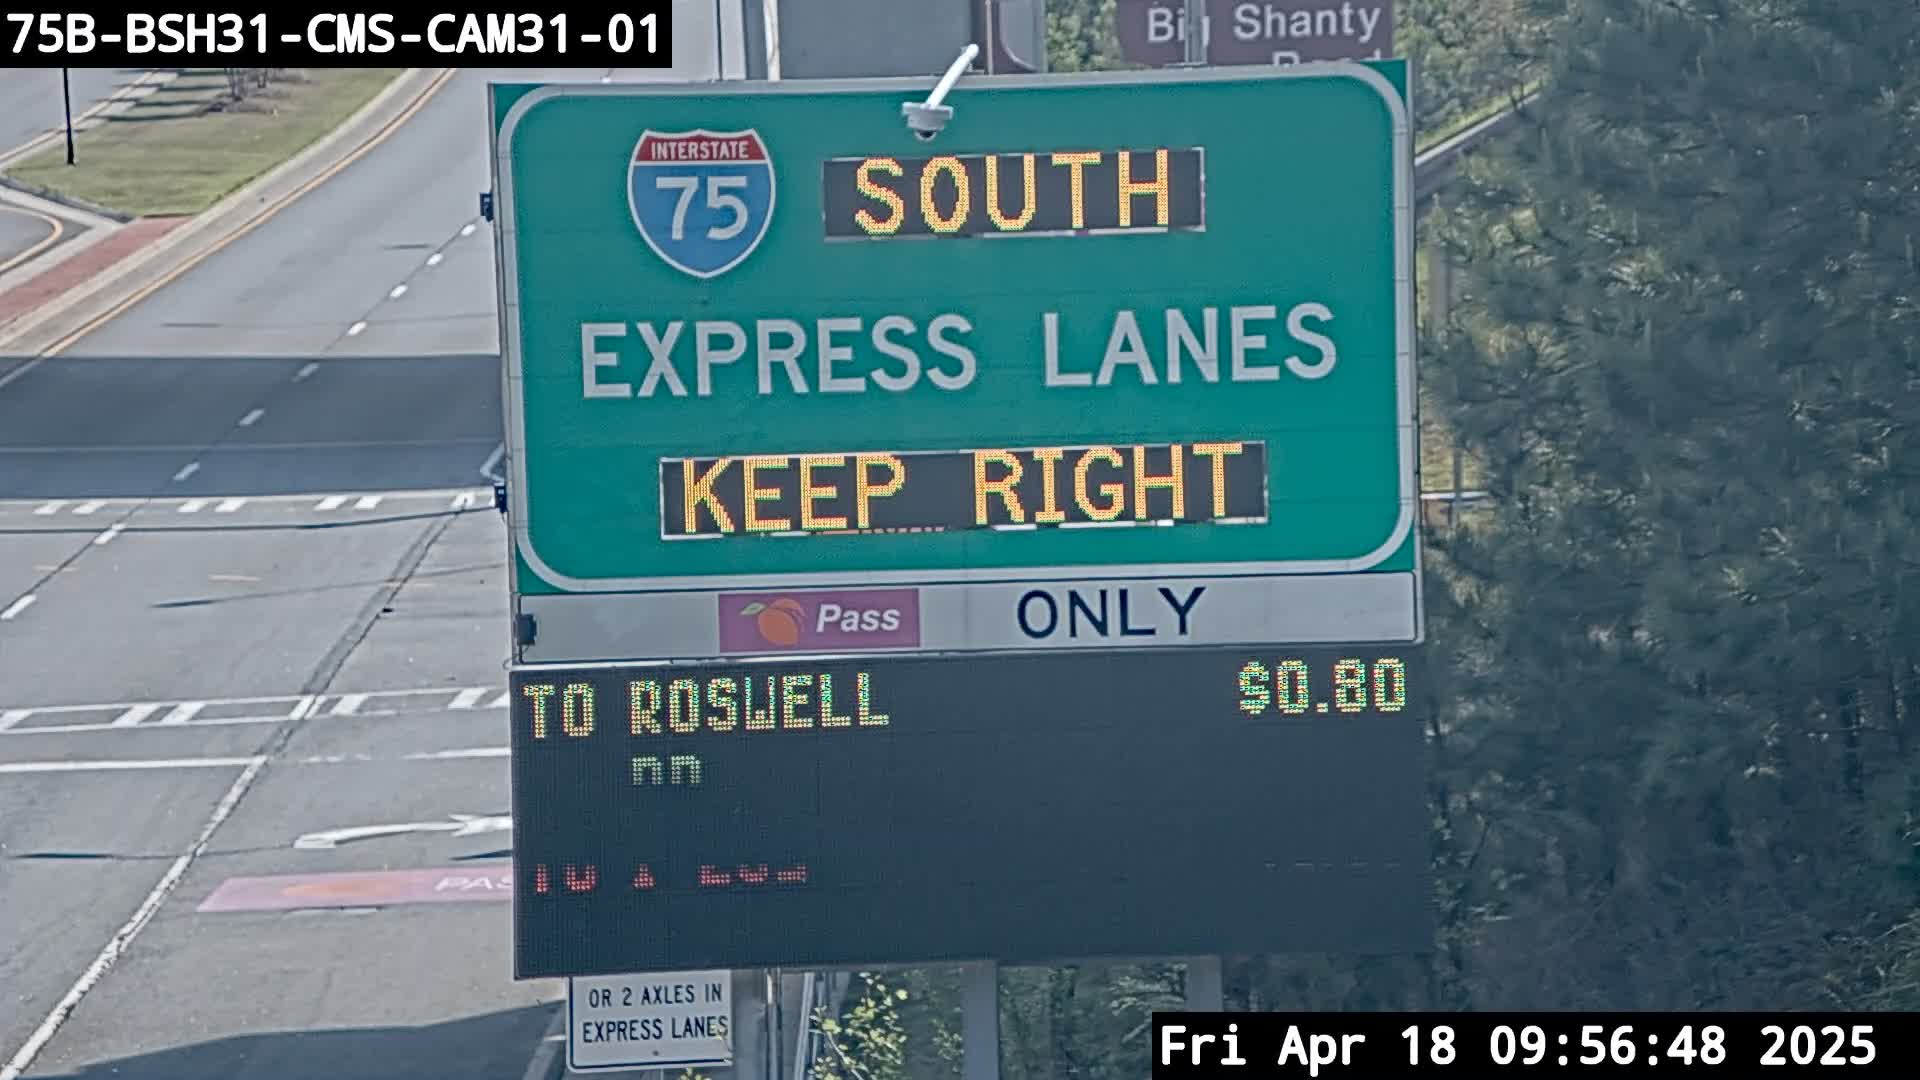 75B-BSH31-CMS-CAM31-01
Big Shanty
INTERSTATE
75
SOUTH
EXPRESS LANES
KEEP RIGHT
Pass
ONLY
TO ROSWELL $0.80
OR 2 AXLES IN
EXPRESS LANES
Fri Apr 18 09:56:48 2025